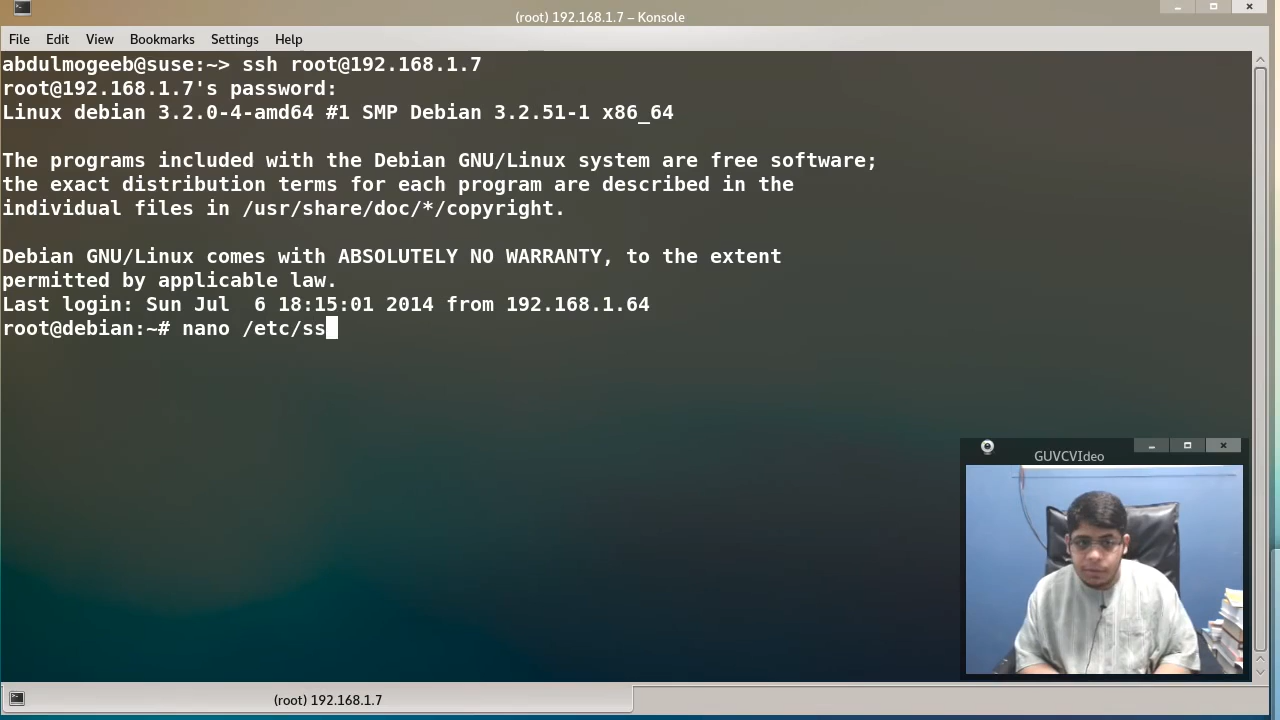 (root) 192.168.1.7 – Konsole
File Edit View Bookmarks Settings Help
abdulmogeeb@suse:~> ssh root@192.168.1.7
root@192.168.1.7's password:
Linux debian 3.2.0-4-amd64 #1 SMP Debian 3.2.51-1 x86_64
The programs included with the Debian GNU/Linux system are free software;
the exact distribution terms for each program are described in the
individual files in /usr/share/doc/*/copyright.
Debian GNU/Linux comes with ABSOLUTELY NO WARRANTY, to the extent
permitted by applicable law.
Last login: Sun Jul  6 18:15:01 2014 from 192.168.1.64
root@debian:~# nano /etc/ss
GUVCVIdeo
(root) 192.168.1.7